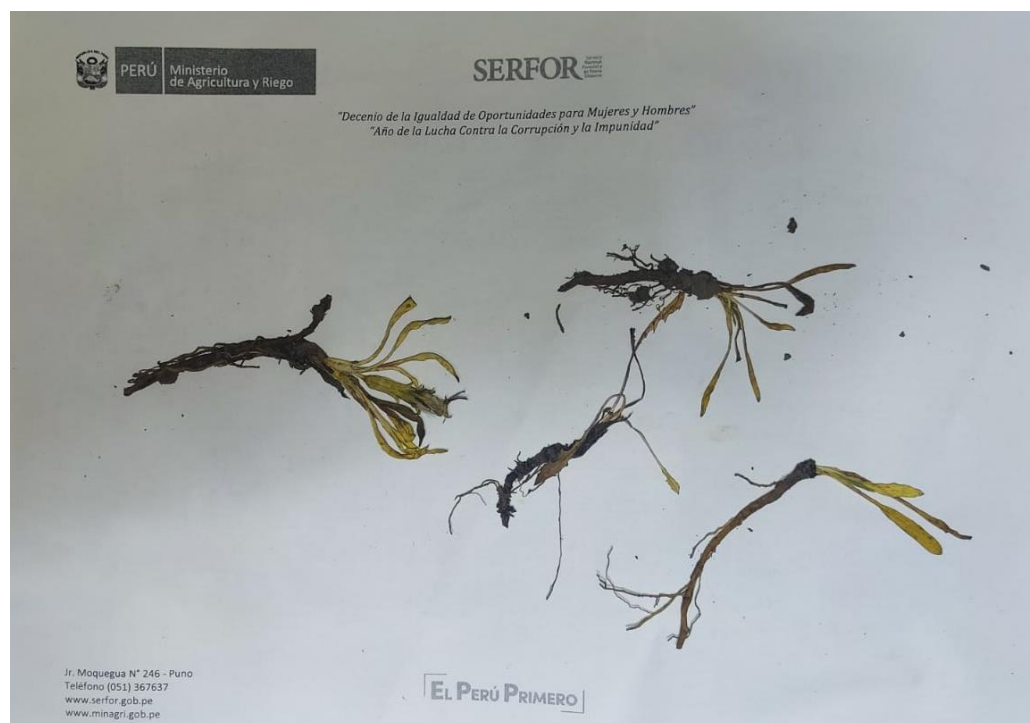 PERÚ
Ministerio
de Agricultura y Riego
SERFOR
"Decenio de la Igualdad de Oportunidades para Mujeres y Hombres"
"Año de la Lucha Contra la Corrupción y la Impunidad"
Jr. Moquegua N° 246 - Puno
Teléfono (051) 367637
www.serfor.gob.pe
www.minagri.gob.pe
EL PERÚ PRIMERO